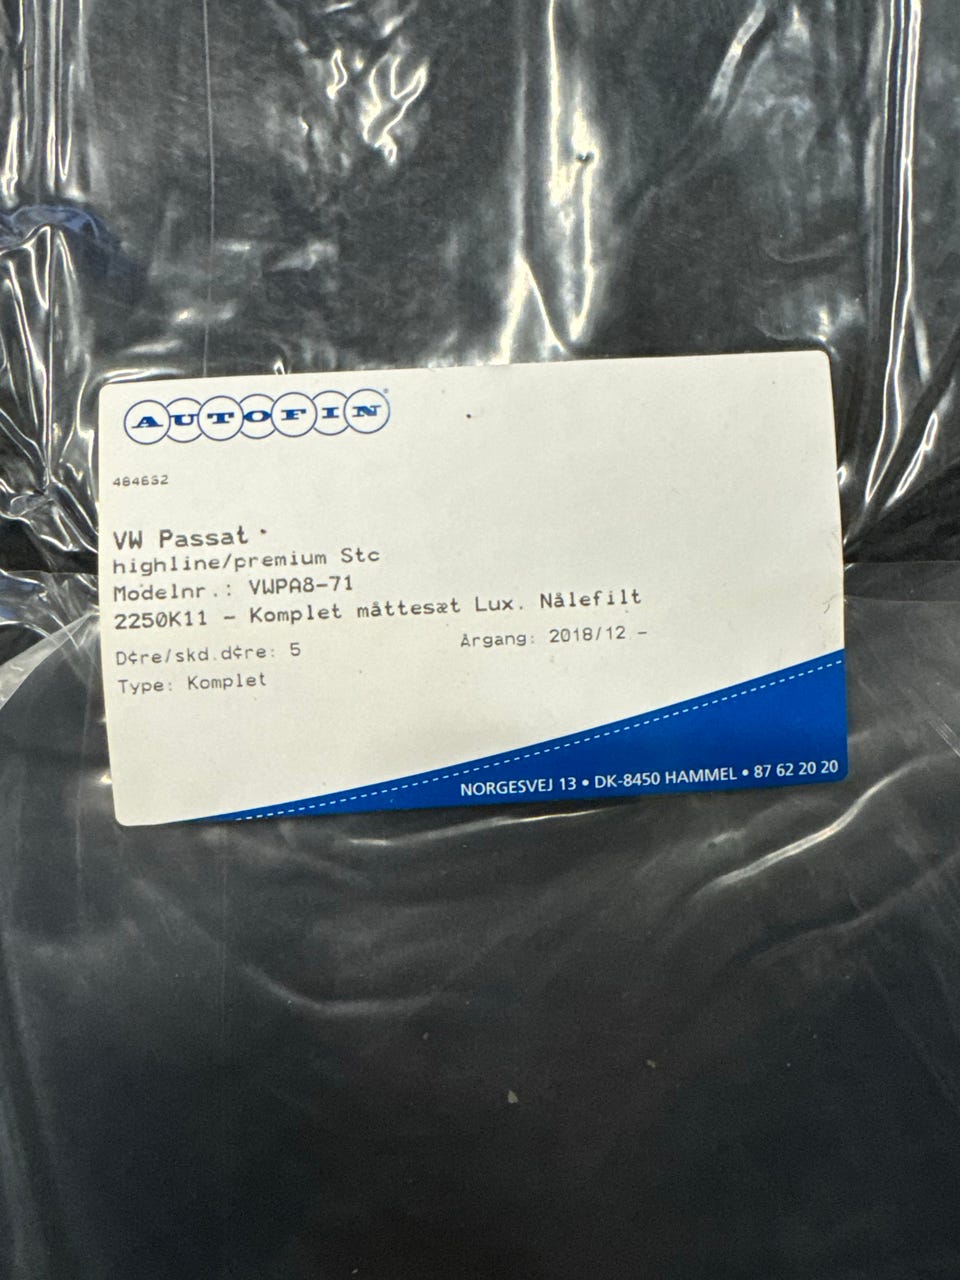 AUTOFIN®
464632
VW Passat
highline/premium Stc
Modelnr.: VWPA8-71
2250K11 - Komplet måttesæt Lux. Nålefilt
D¢re/skd.d¢re: 5
Årgang: 2018/12 -
Type: Komplet
NORGESVEJ 13 • DK-8450 HAMMEL • 87 62 20 20